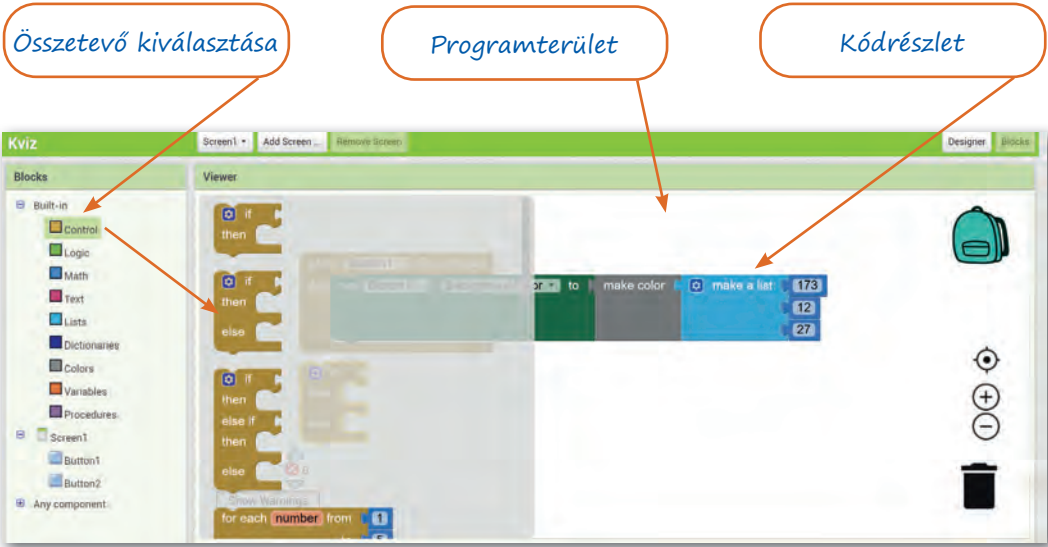 Összetevő kiválasztása
Programterület
Kódrészlet
Kviz
Screen1
Add Screen ...
Remove Screen
Designer
Blocks
Blocks
Viewer
Built-in
Control
Logic
Math
Text
Lists
Dictionaries
Colors
Variables
Procedures
Screen1
Button1
Button2
Any component
if
then
if
then
else
if
then
else if
then
else
Show Warnings
for each number from 1
to make color make a list 173
12
27